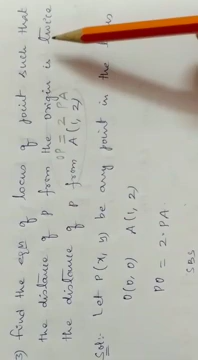 3) find the eqn of locus of point such that
the distance of P from the origin is twice
OP = 2 PA
the distance of P from A(1, 2)
Sol: Let P(x, y) be any point in the
O(0, 0) A(1, 2)
PO = 2 · PA.
SBS